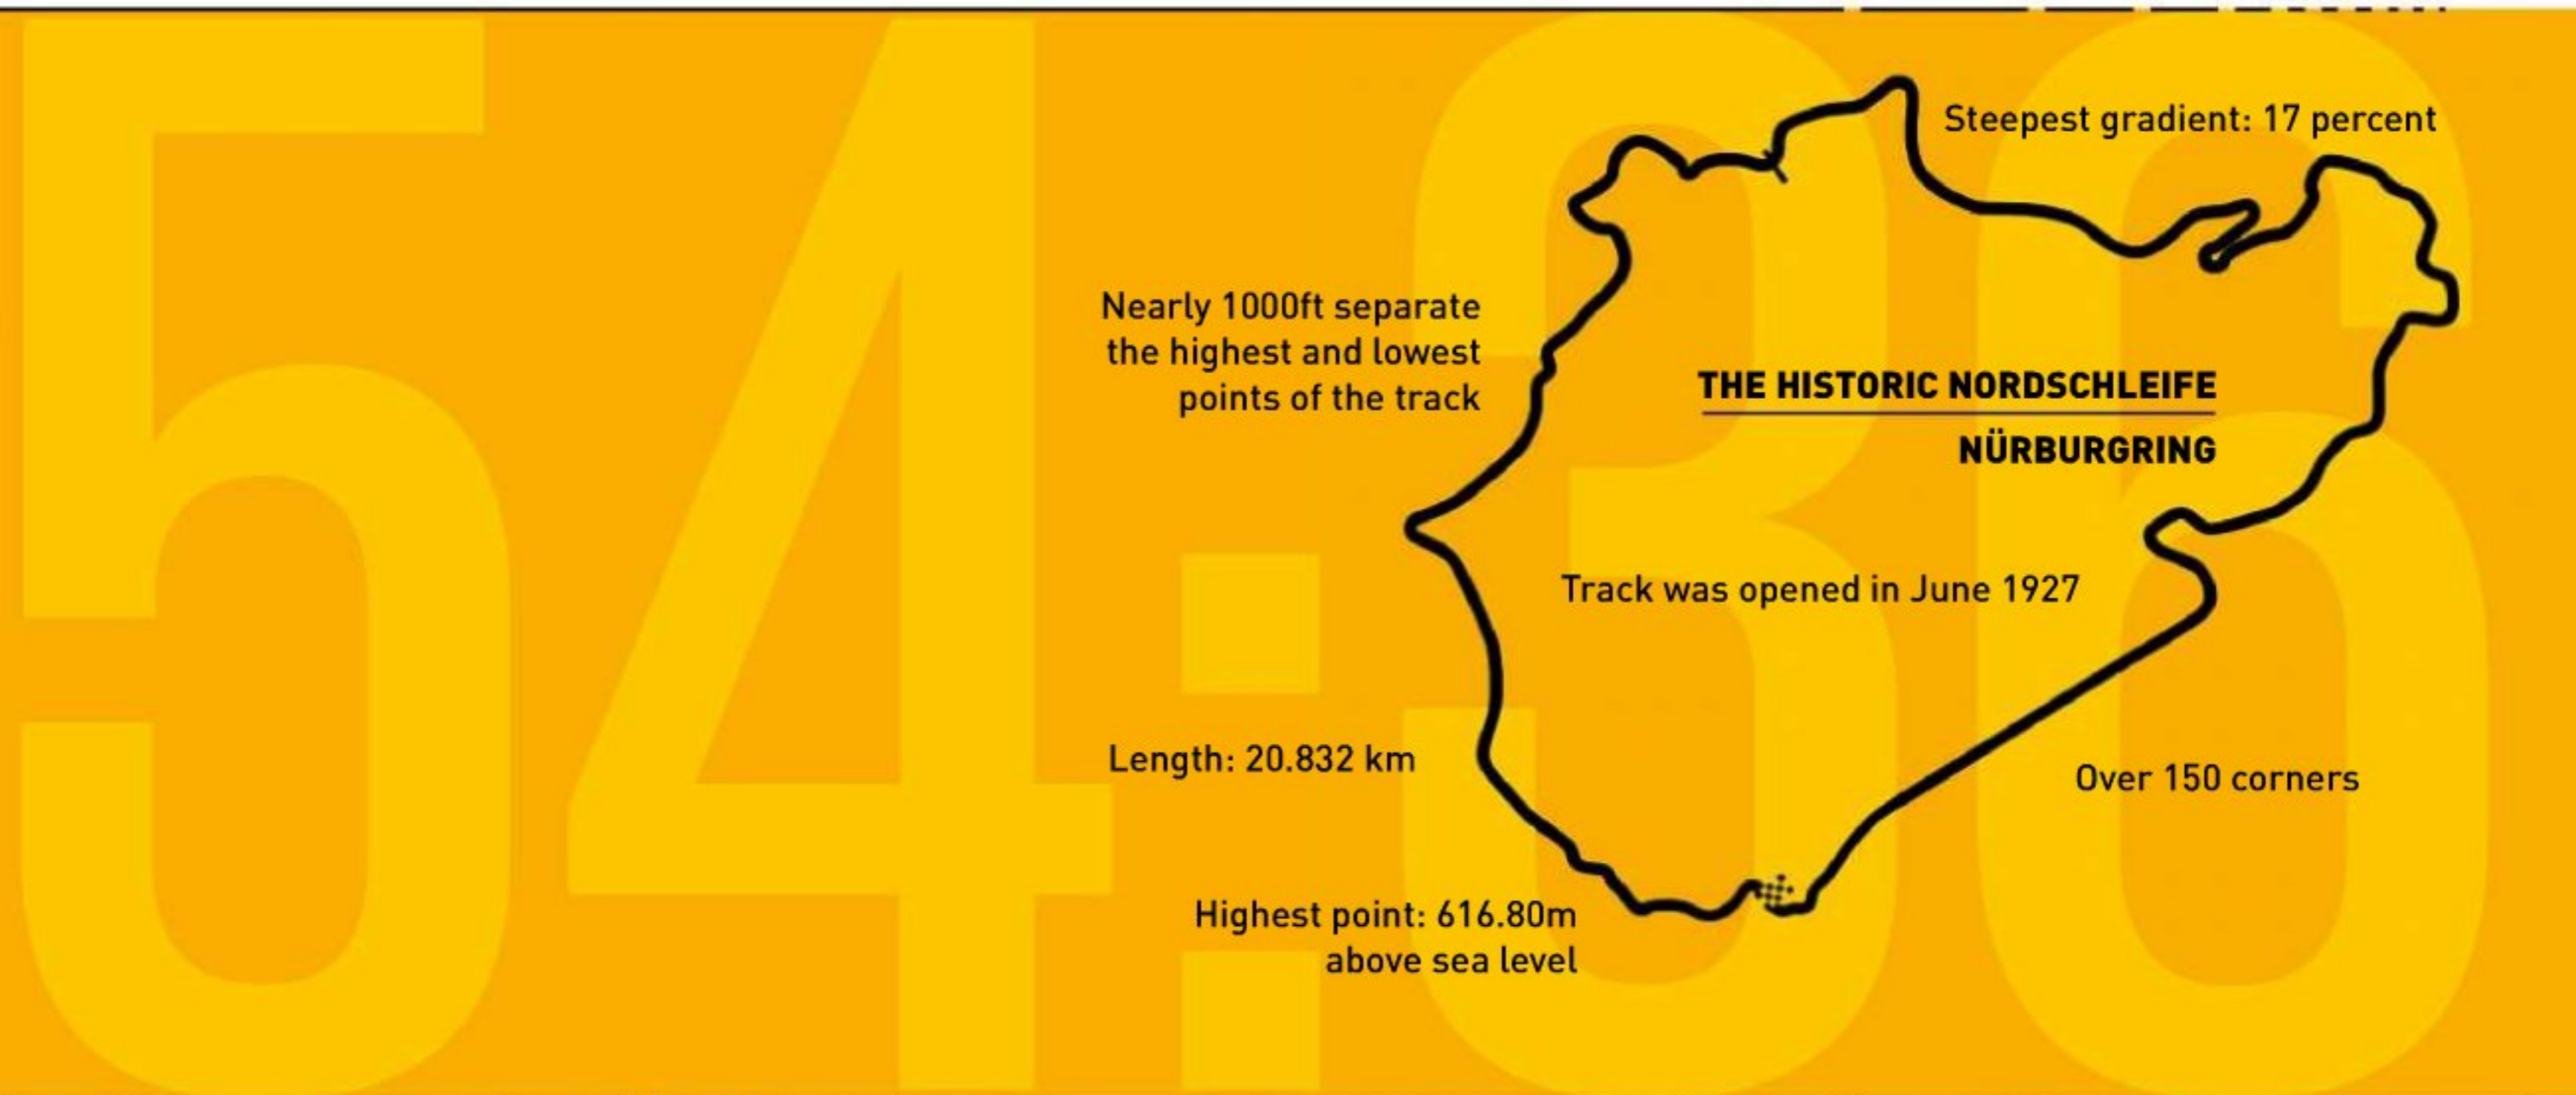 54:36
Steepest gradient: 17 percent
Nearly 1000ft separate
the highest and lowest
points of the track
THE HISTORIC NORDSCHLEIFE
NÜRBURGRING
Track was opened in June 1927
Length: 20.832 km
Over 150 corners
Highest point: 616.80m
above sea level